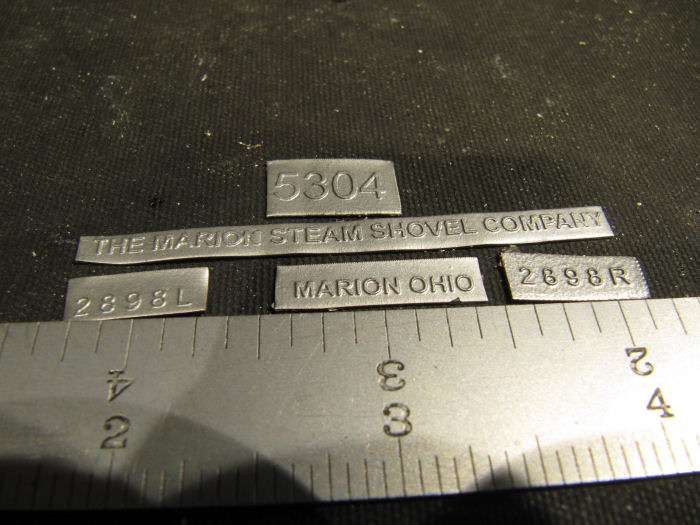 5304
THE MARION STEAM SHOVEL COMPANY
2898L
MARION OHIO
2898R
4 3 2
2 3 4